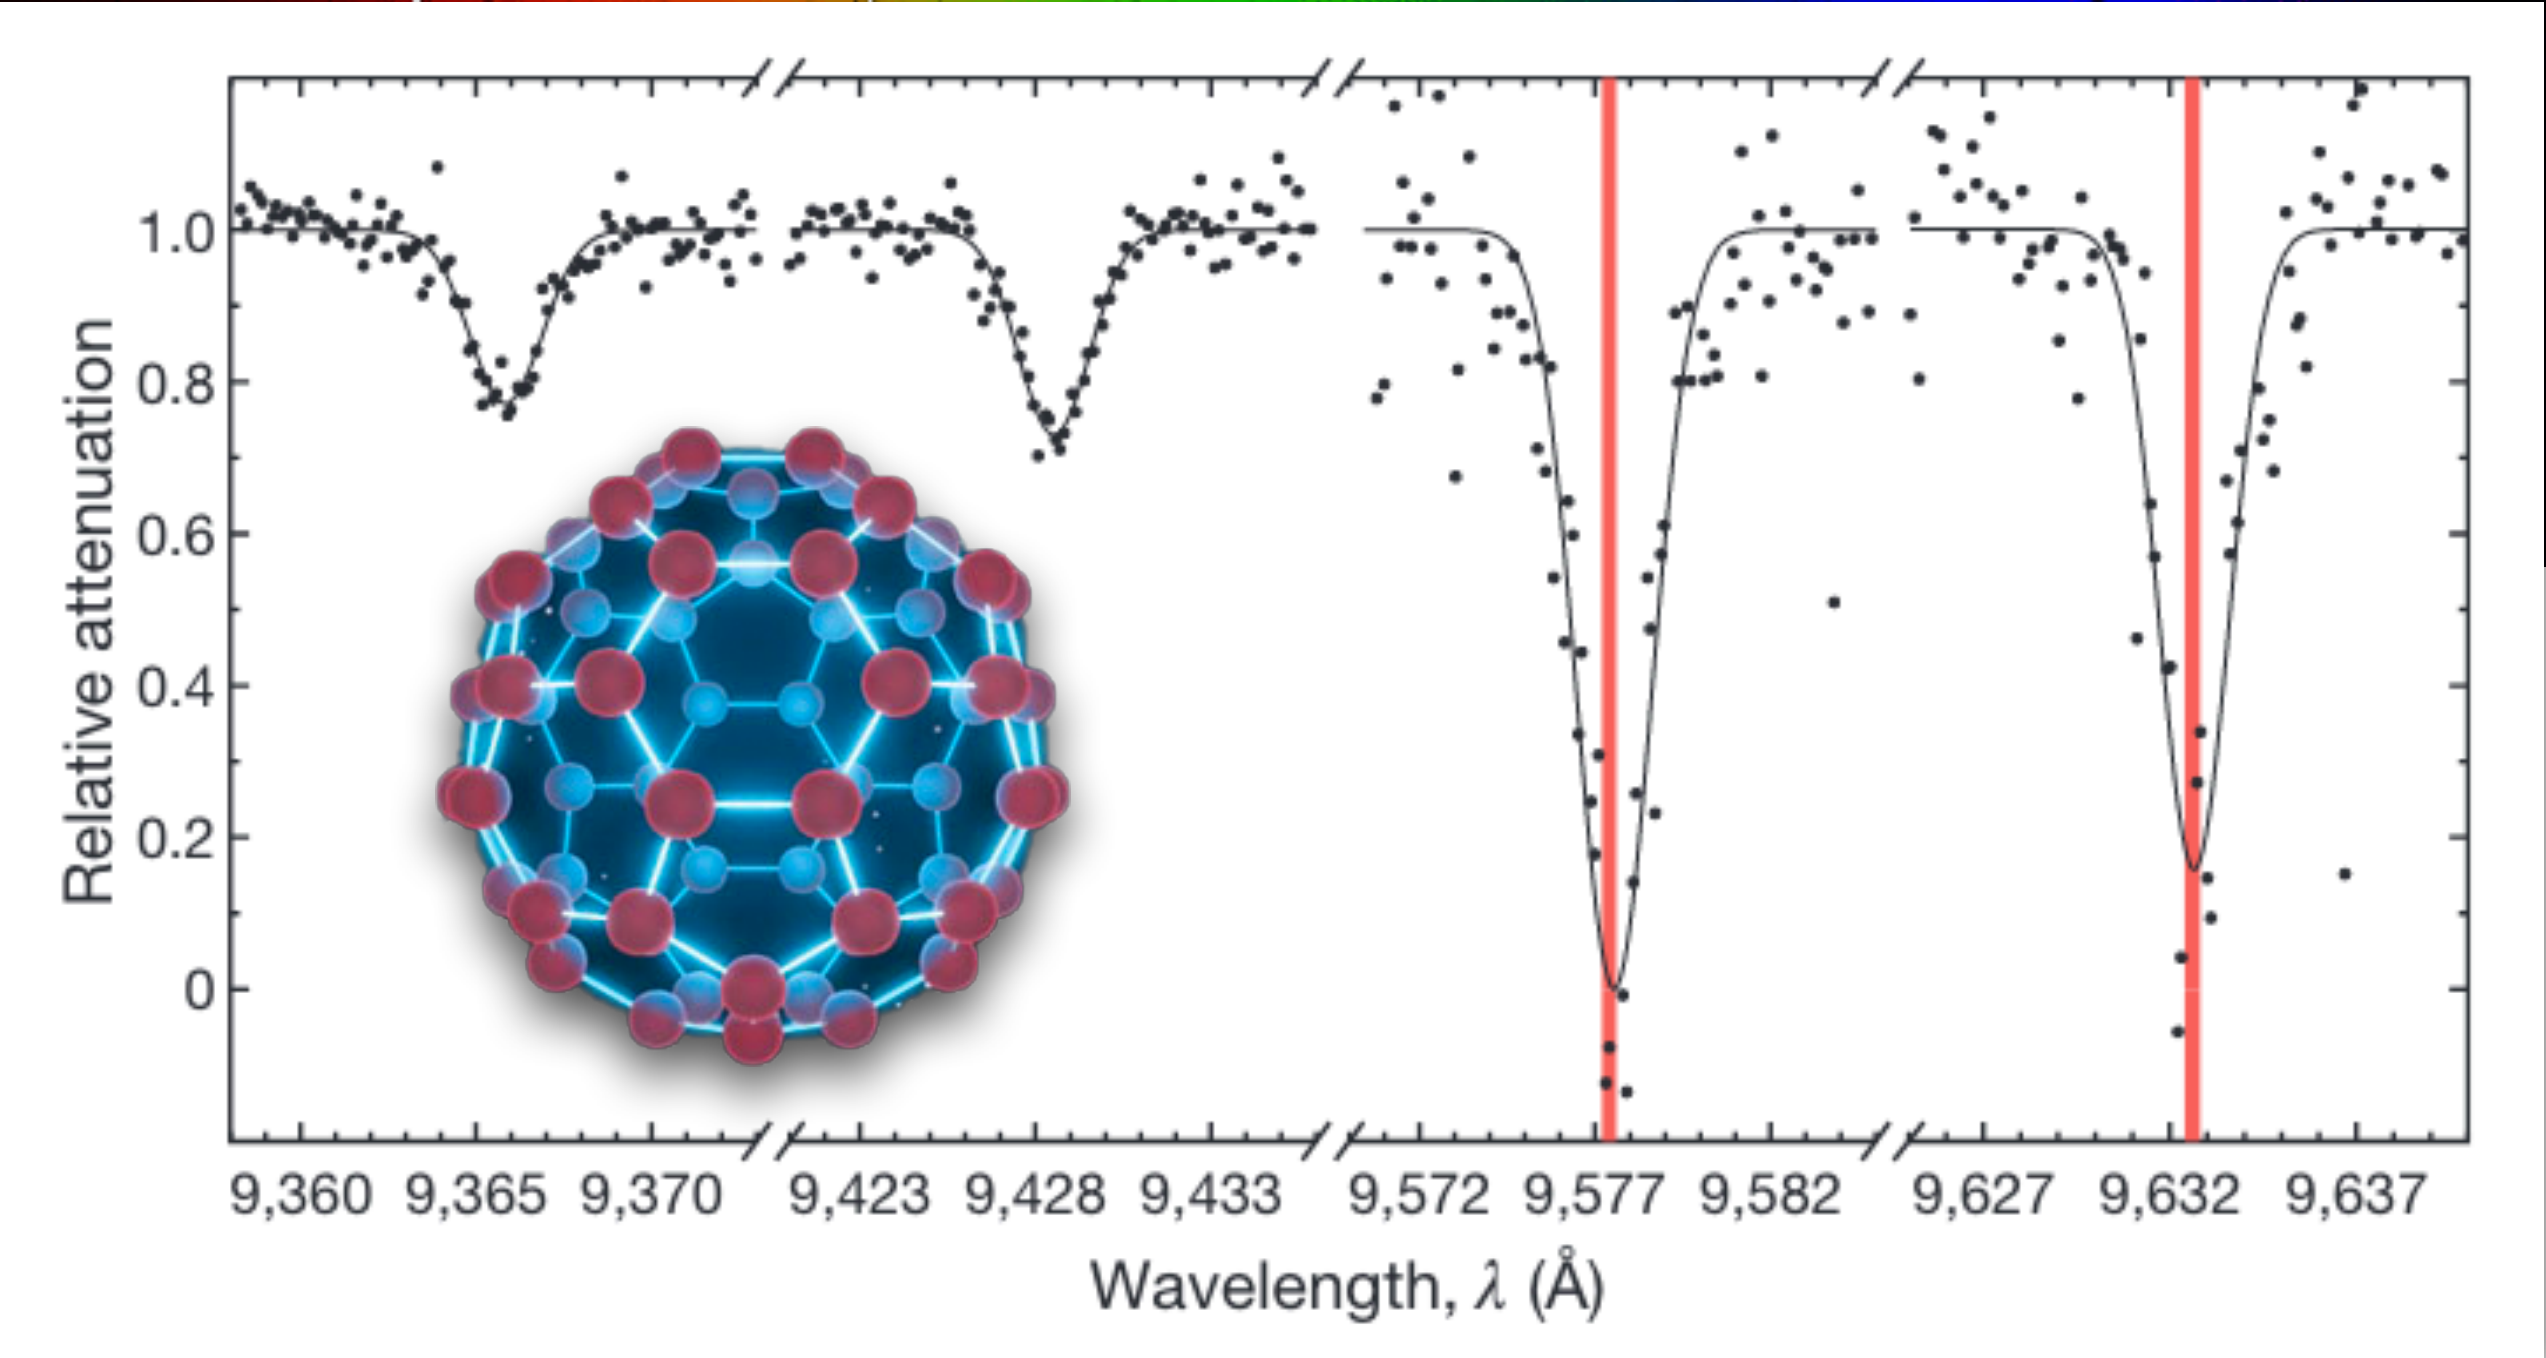 Relative attenuation
1.0
0.8
0.6
0.4
0.2
0
9,360 9,365 9,370 9,423 9,428 9,433 9,572 9,577 9,582 9,627 9,632 9,637
Wavelength, λ (Å)